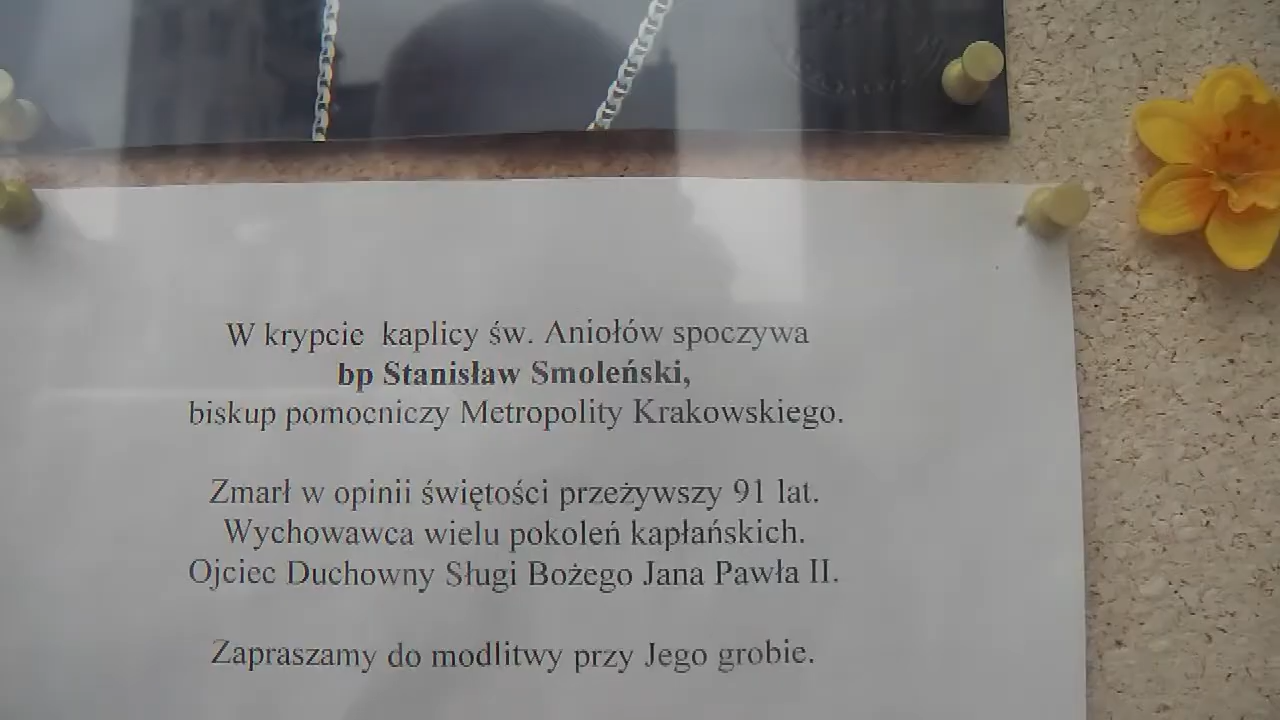 W krypcie kaplicy św. Aniołów spoczywa
bp Stanisław Smoleński,
biskup pomocniczy Metropolity Krakowskiego.
Zmarł w opinii świętości przeżywszy 91 lat.
Wychowawca wielu pokoleń kapłańskich.
Ojciec Duchowny Sługi Bożego Jana Pawła II.
Zapraszamy do modlitwy przy Jego grobie.